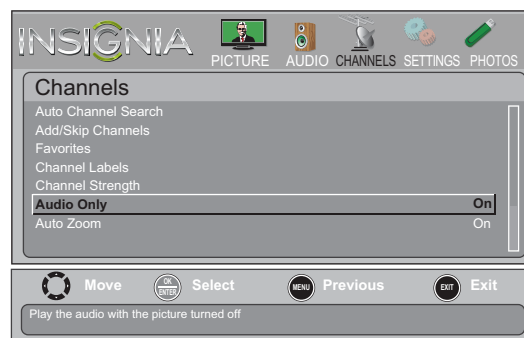 INSIGNIA
PICTURE AUDIO CHANNELS SETTINGS PHOTOS
Channels
Auto Channel Search
Add/Skip Channels
Favorites
Channel Labels
Channel Strength
Audio Only On
Auto Zoom On
Move OK ENTER Select MENU Previous EXIT Exit
Play the audio with the picture turned off